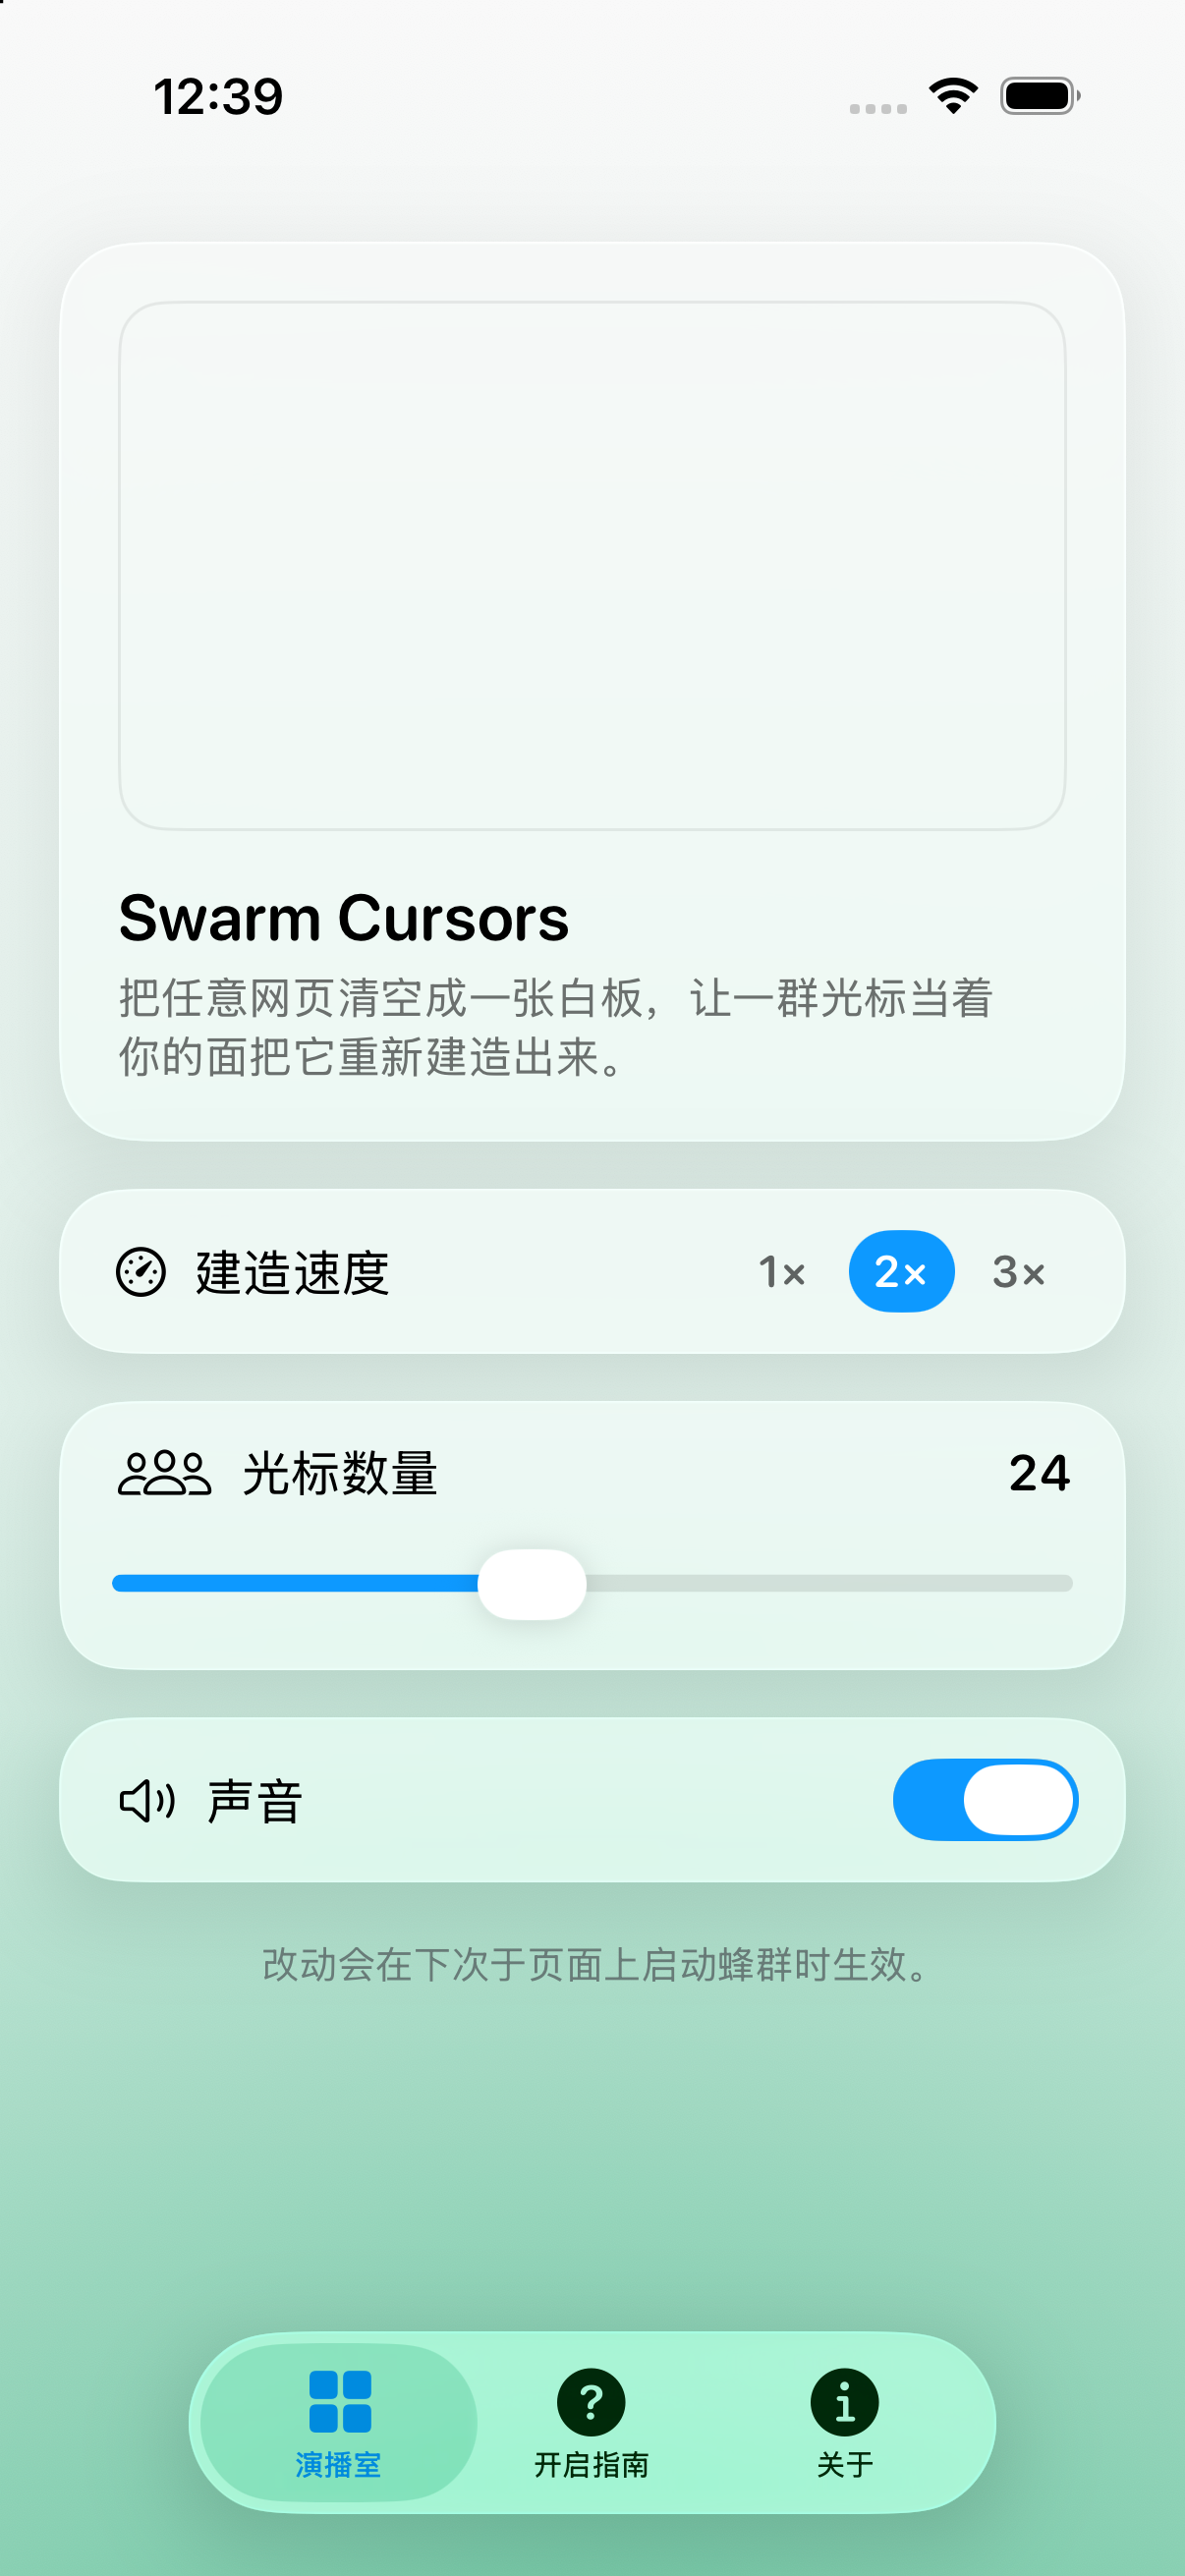 12:39
Swarm Cursors
把任意网页清空成一张白板，让一群光标当着
你的面把它重新建造出来。
建造速度 1× 2× 3×
光标数量 24
声音
改动会在下次于页面上启动蜂群时生效。
演播室 开启指南 关于